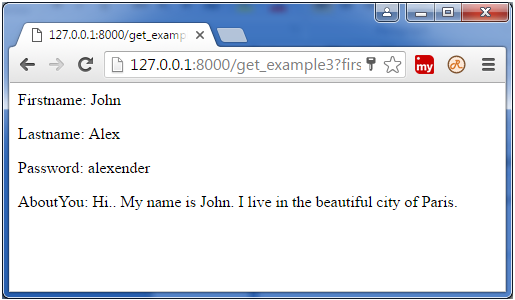 127.0.0.1:8000/get_examp
127.0.0.1:8000/get_example3?firs
my
Firstname: John
Lastname: Alex
Password: alexender
AboutYou: Hi.. My name is John. I live in the beautiful city of Paris.